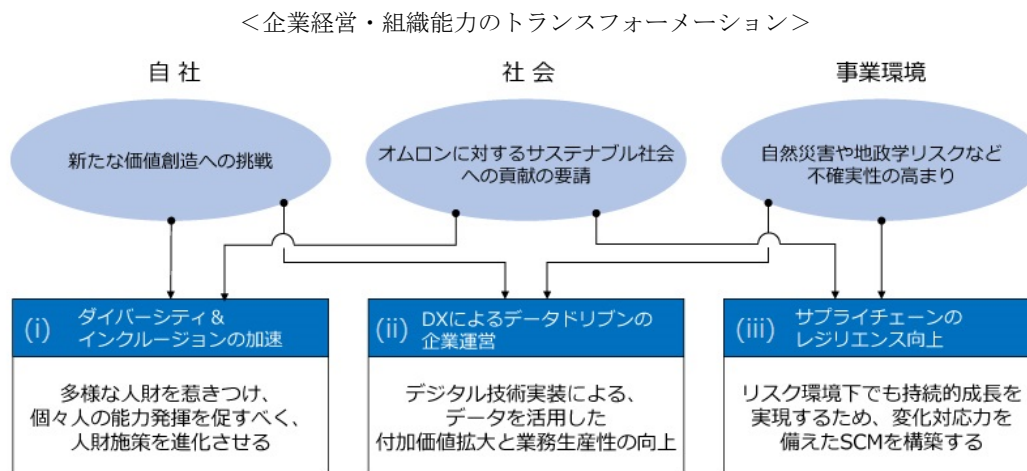 ＜企業経営・組織能力のトランスフォーメーション＞
自 社
社 会
事業環境
新たな価値創造への挑戦
オムロンに対するサステナブル社会
への貢献の要請
自然災害や地政学リスクなど
不確実性の高まり
(i)
ダイバーシティ＆
インクルージョンの加速
(ii)
DXによるデータドリブンの
企業運営
(iii)
サプライチェーンの
レジリエンス向上
多様な人財を惹きつけ、
個々人の能力発揮を促すべく、
人財施策を進化させる
デジタル技術実装による、
データを活用した
付加価値拡大と業務生産性の向上
リスク環境下でも持続的成長を
実現するため、変化対応力を
備えたSCMを構築する